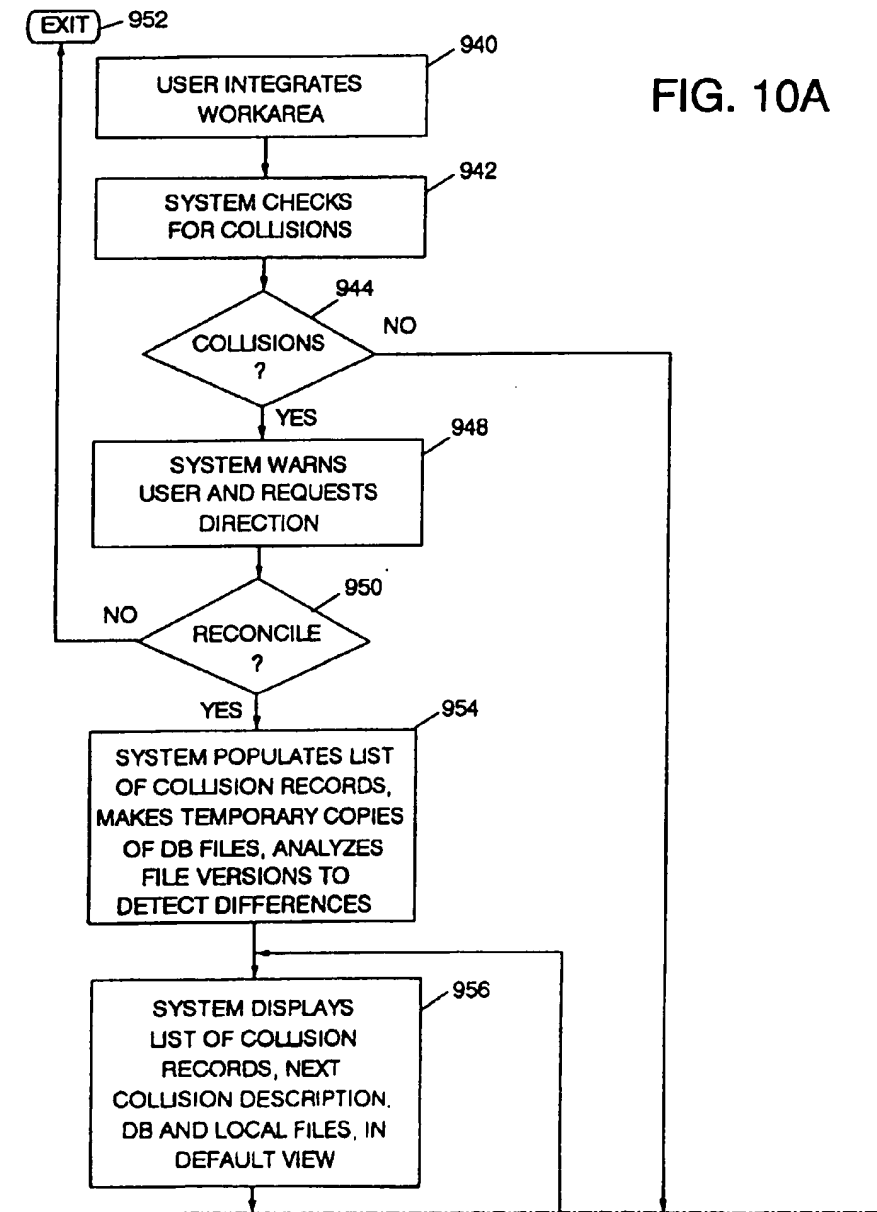 EXIT
952
940
USER INTEGRATES
WORKAREA
FIG. 10A
942
SYSTEM CHECKS
FOR COLLISIONS
944
COLLISIONS
?
NO
YES
948
SYSTEM WARNS
USER AND REQUESTS
DIRECTION
950
NO
RECONCILE
?
YES
954
SYSTEM POPULATES LIST
OF COLLISION RECORDS,
MAKES TEMPORARY COPIES
OF DB FILES, ANALYZES
FILE VERSIONS TO
DETECT DIFFERENCES
956
SYSTEM DISPLAYS
LIST OF COLLISION
RECORDS, NEXT
COLLISION DESCRIPTION,
DB AND LOCAL FILES, IN
DEFAULT VIEW